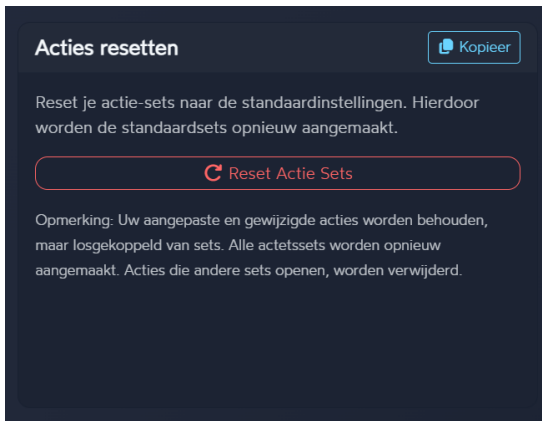 Acties resetten
Kopieer
Reset je actie-sets naar de standaardinstellingen. Hierdoor
worden de standaardsets opnieuw aangemaakt.
Reset Actie Sets
Opmerking: Uw aangepaste en gewijzigde acties worden behouden,
maar losgekoppeld van sets. Alle actetssets worden opnieuw
aangemaakt. Acties die andere sets openen, worden verwijderd.